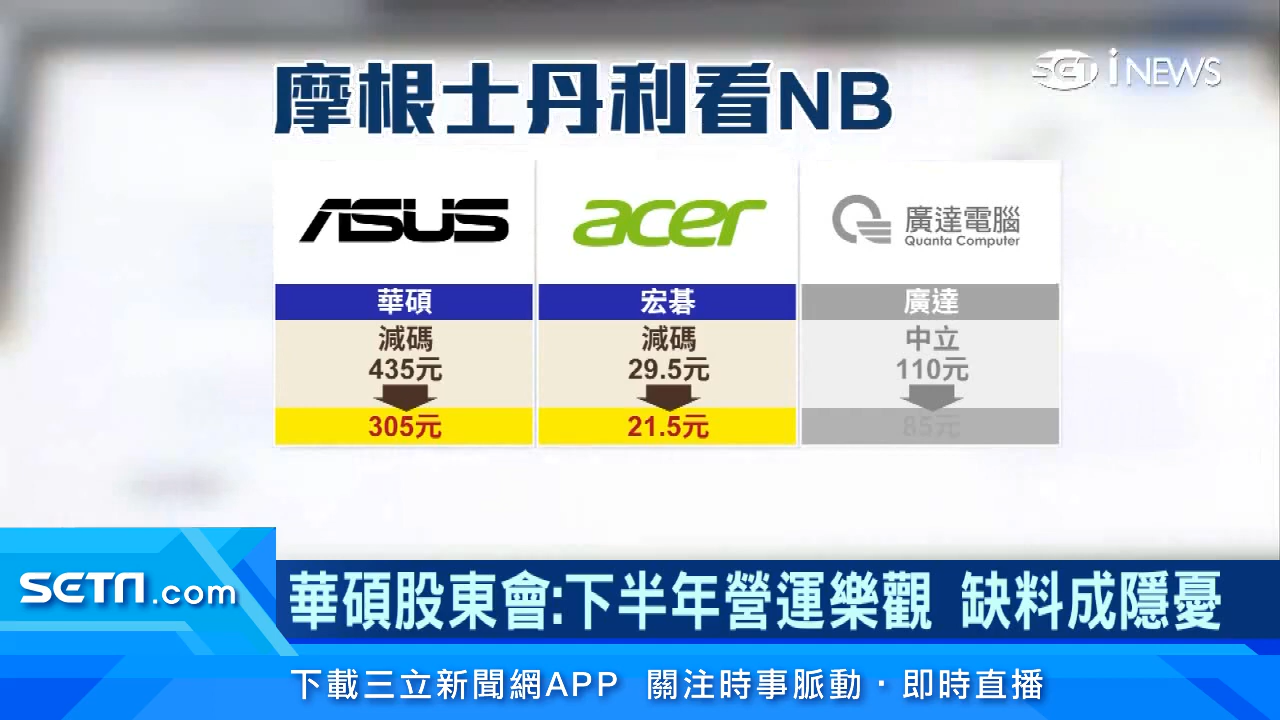 摩根士丹利看NB
SET iNEWS
ASUS
acer
廣達電腦
Quanta Computer
華碩
宏碁
廣達
減碼
減碼
中立
435元
29.5元
110元
305元
21.5元
85元
SETN.com
華碩股東會:下半年營運樂觀 缺料成隱憂
下載三立新聞網APP 關注時事脈動·即時直播